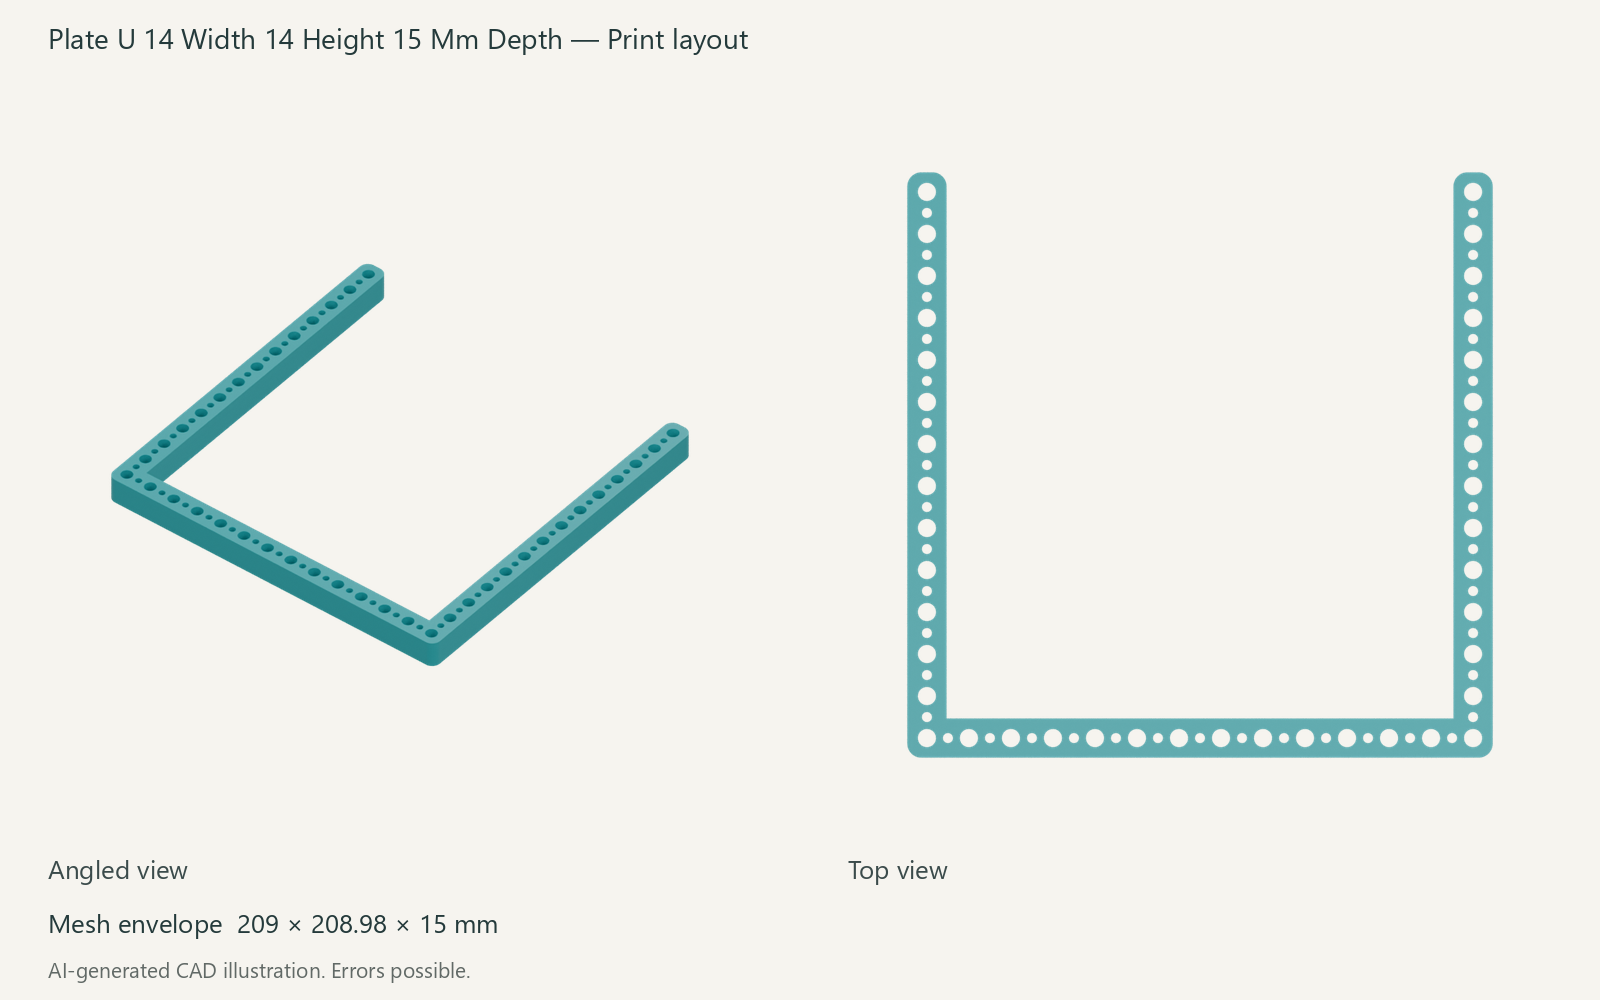 Plate U 14 Width 14 Height 15 Mm Depth — Print layout
Angled view
Top view
Mesh envelope  209 × 208.98 × 15 mm
AI-generated CAD illustration. Errors possible.